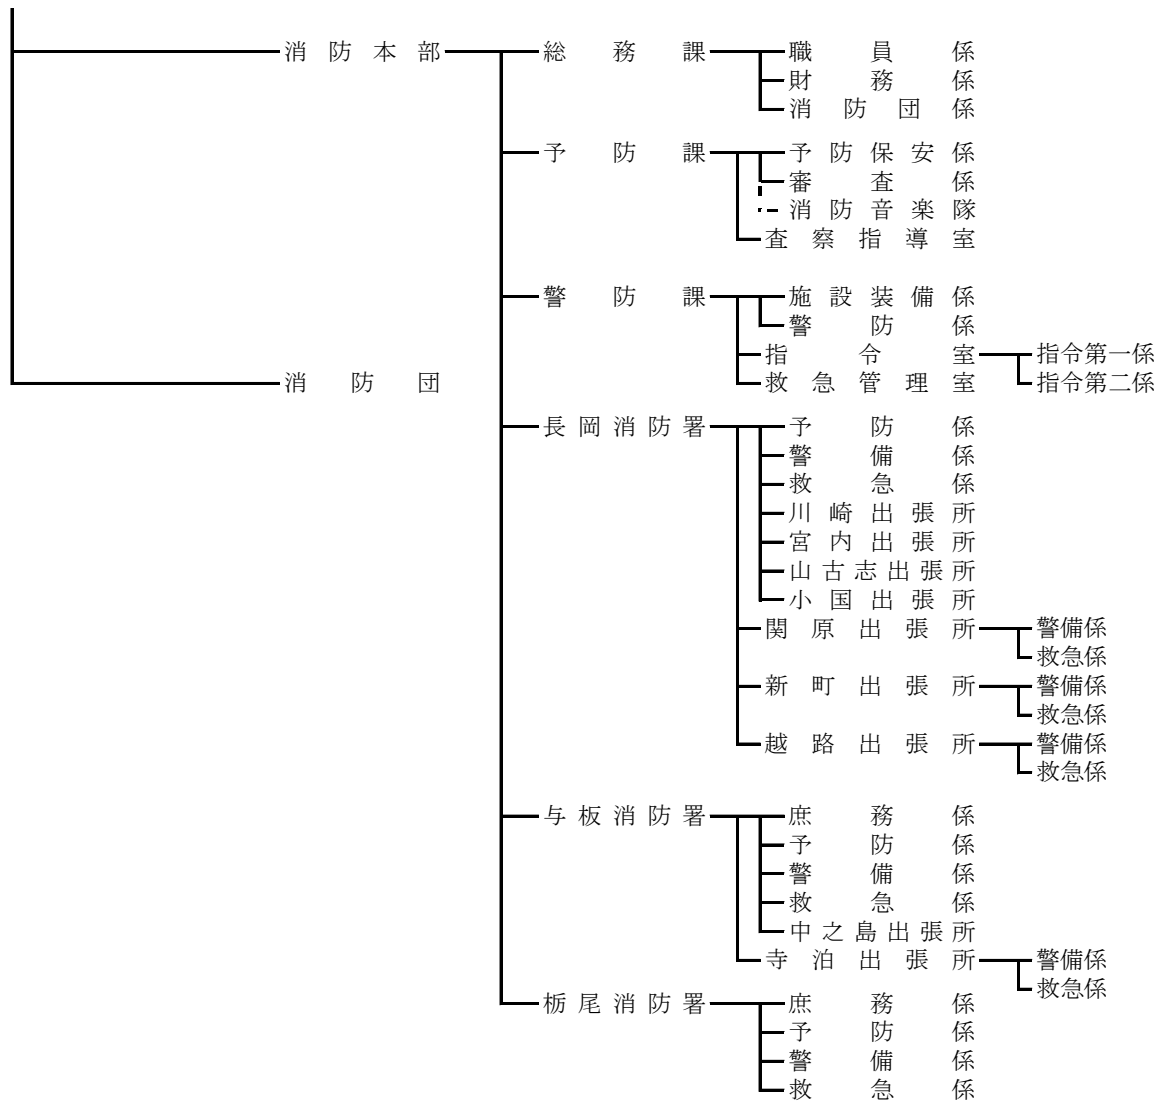 消防本部 総務課 職員係
財務係
消防団係
予防課 予防保安係
審査係
消防音楽隊
査察指導室
警防課 施設装備係
警防係
指令室 指令第一係
消防団 救急管理室 指令第二係
長岡消防署 予防係
警備係
救急係
川崎出張所
宮内出張所
山古志出張所
小国出張所
関原出張所 警備係
救急係
新町出張所 警備係
救急係
越路出張所 警備係
救急係
与板消防署 庶務係
予防係
警備係
救急係
中之島出張所
寺泊出張所 警備係
救急係
栃尾消防署 庶務係
予防係
警備係
救急係